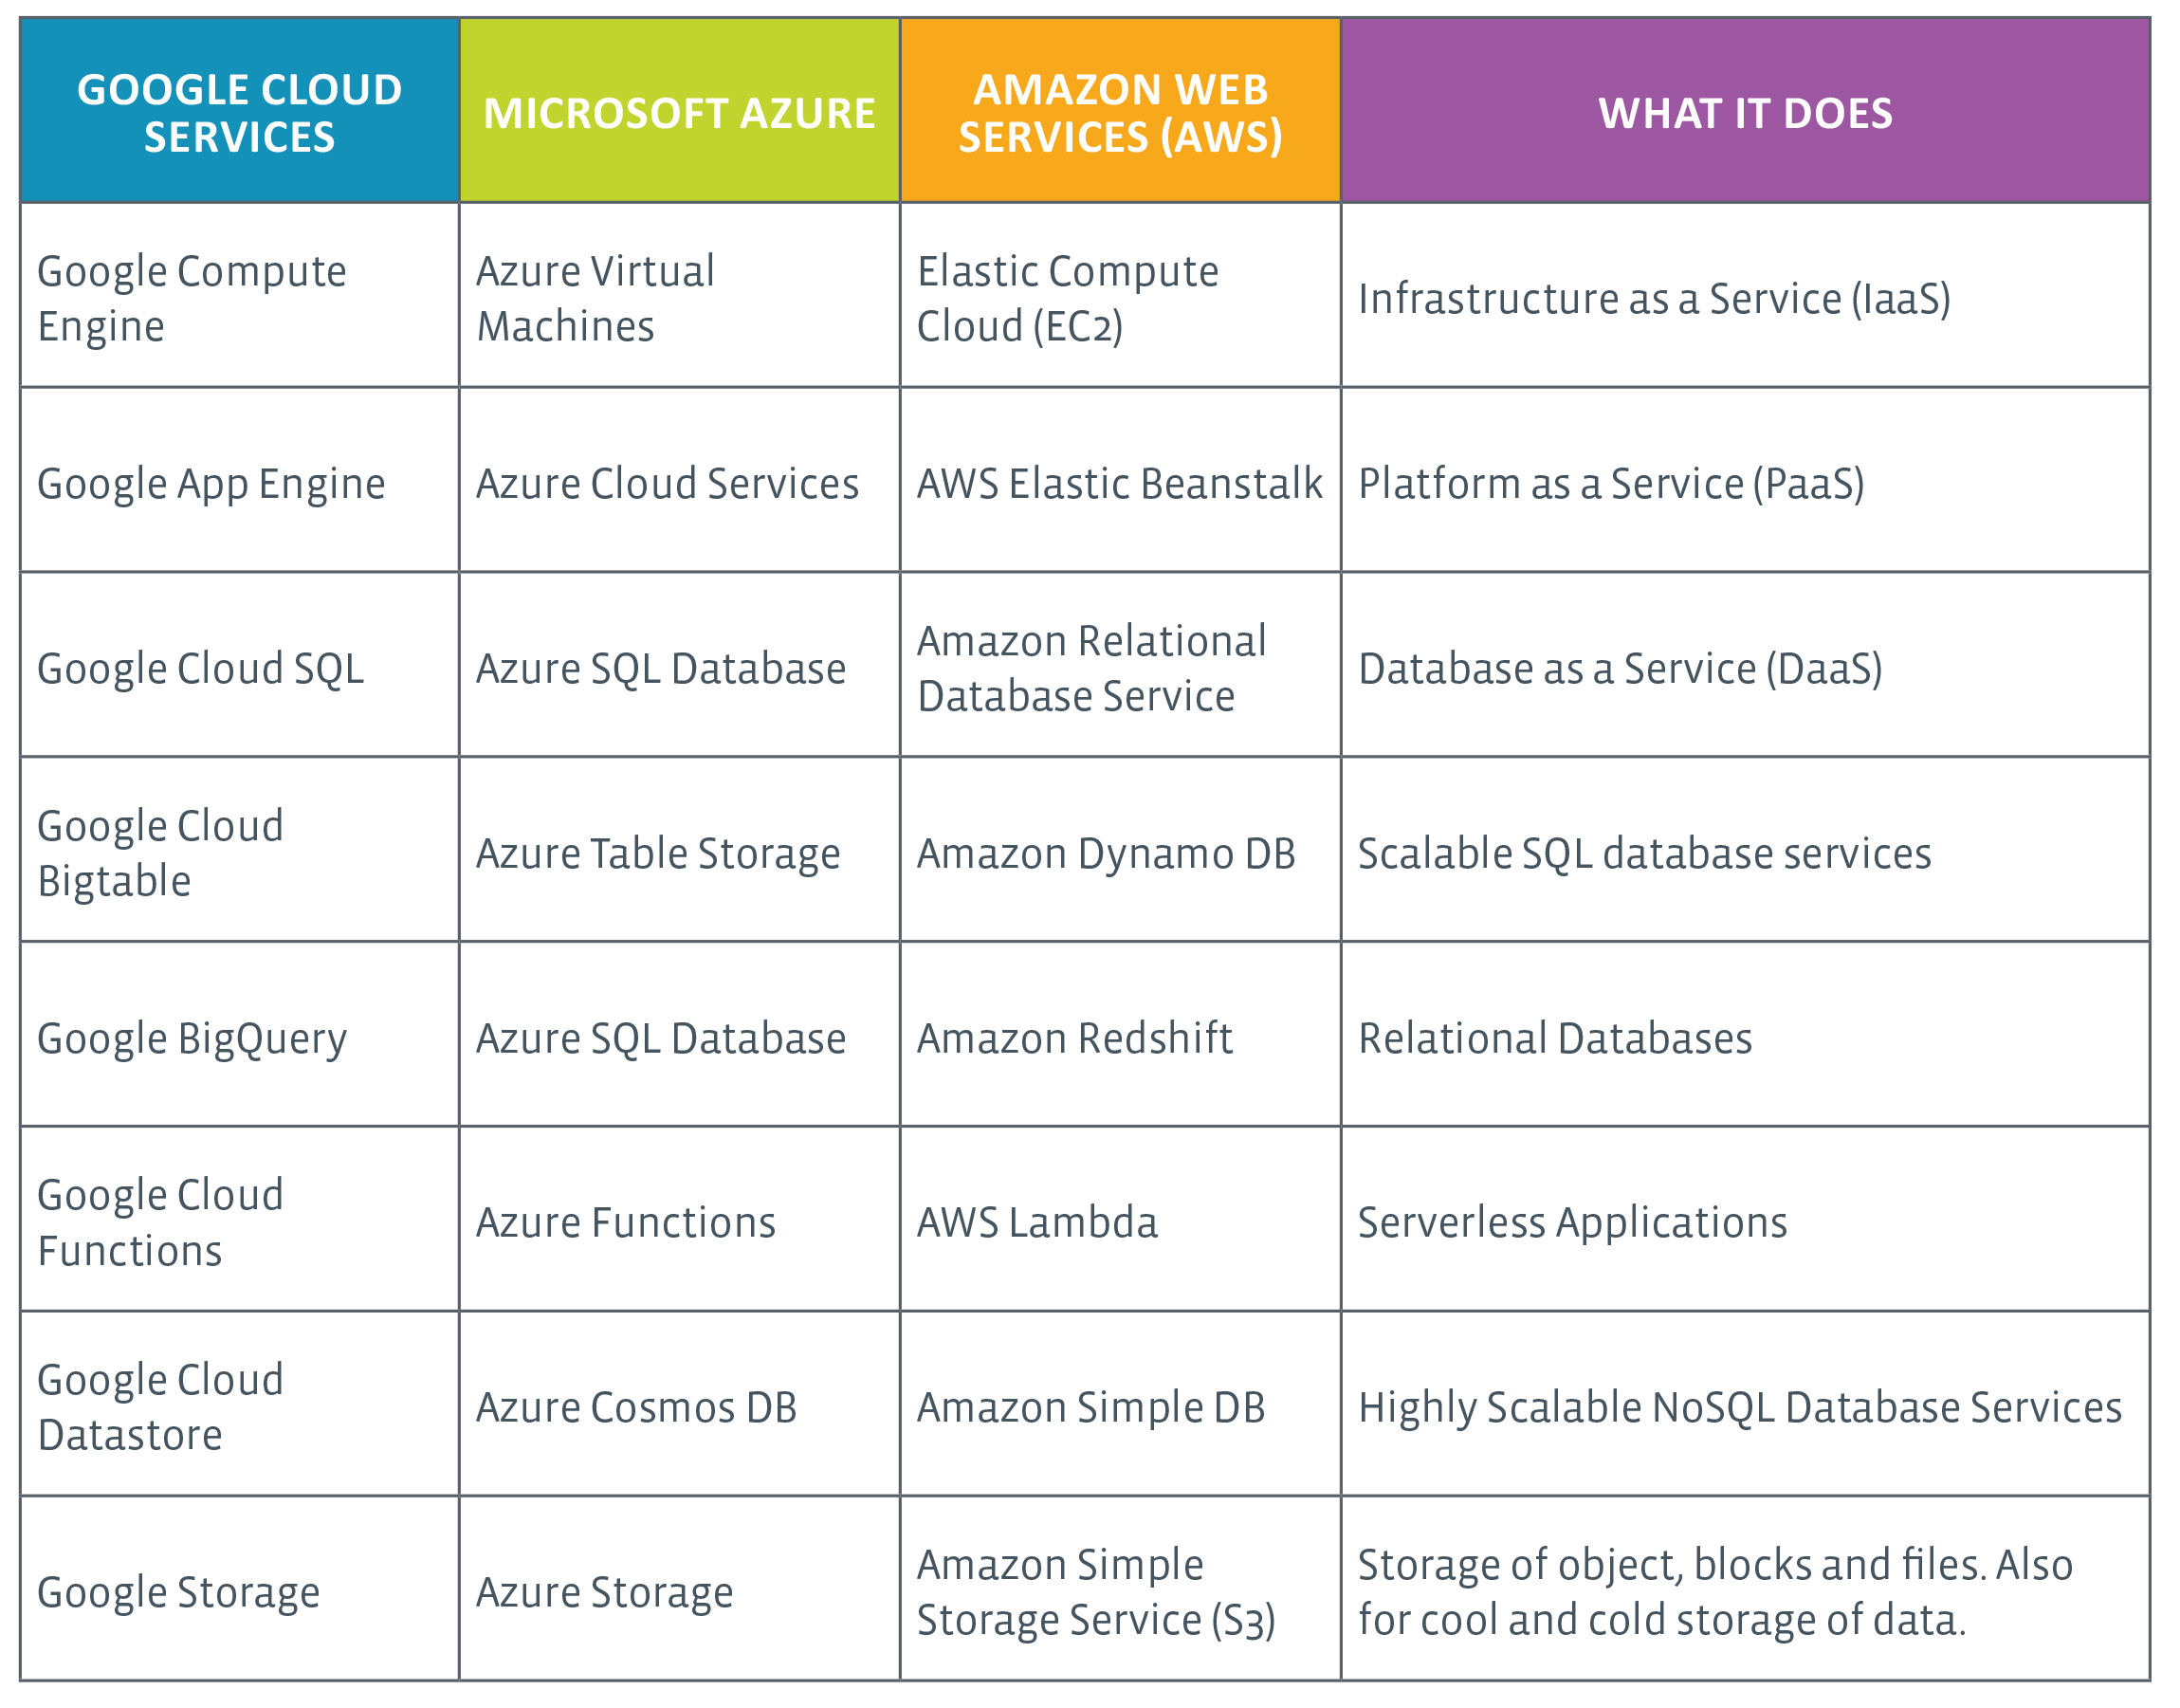 GOOGLE CLOUD
SERVICES
MICROSOFT AZURE
AMAZON WEB
SERVICES (AWS)
WHAT IT DOES
Google Compute
Engine
Azure Virtual
Machines
Elastic Compute
Cloud (EC2)
Infrastructure as a Service (IaaS)
Google App Engine
Azure Cloud Services
AWS Elastic Beanstalk
Platform as a Service (PaaS)
Google Cloud SQL
Azure SQL Database
Amazon Relational
Database Service
Database as a Service (DaaS)
Google Cloud
Bigtable
Azure Table Storage
Amazon Dynamo DB
Scalable SQL database services
Google BigQuery
Azure SQL Database
Amazon Redshift
Relational Databases
Google Cloud
Functions
Azure Functions
AWS Lambda
Serverless Applications
Google Cloud
Datastore
Azure Cosmos DB
Amazon Simple DB
Highly Scalable NoSQL Database Services
Google Storage
Azure Storage
Amazon Simple
Storage Service (S3)
Storage of object, blocks and files. Also
for cool and cold storage of data.